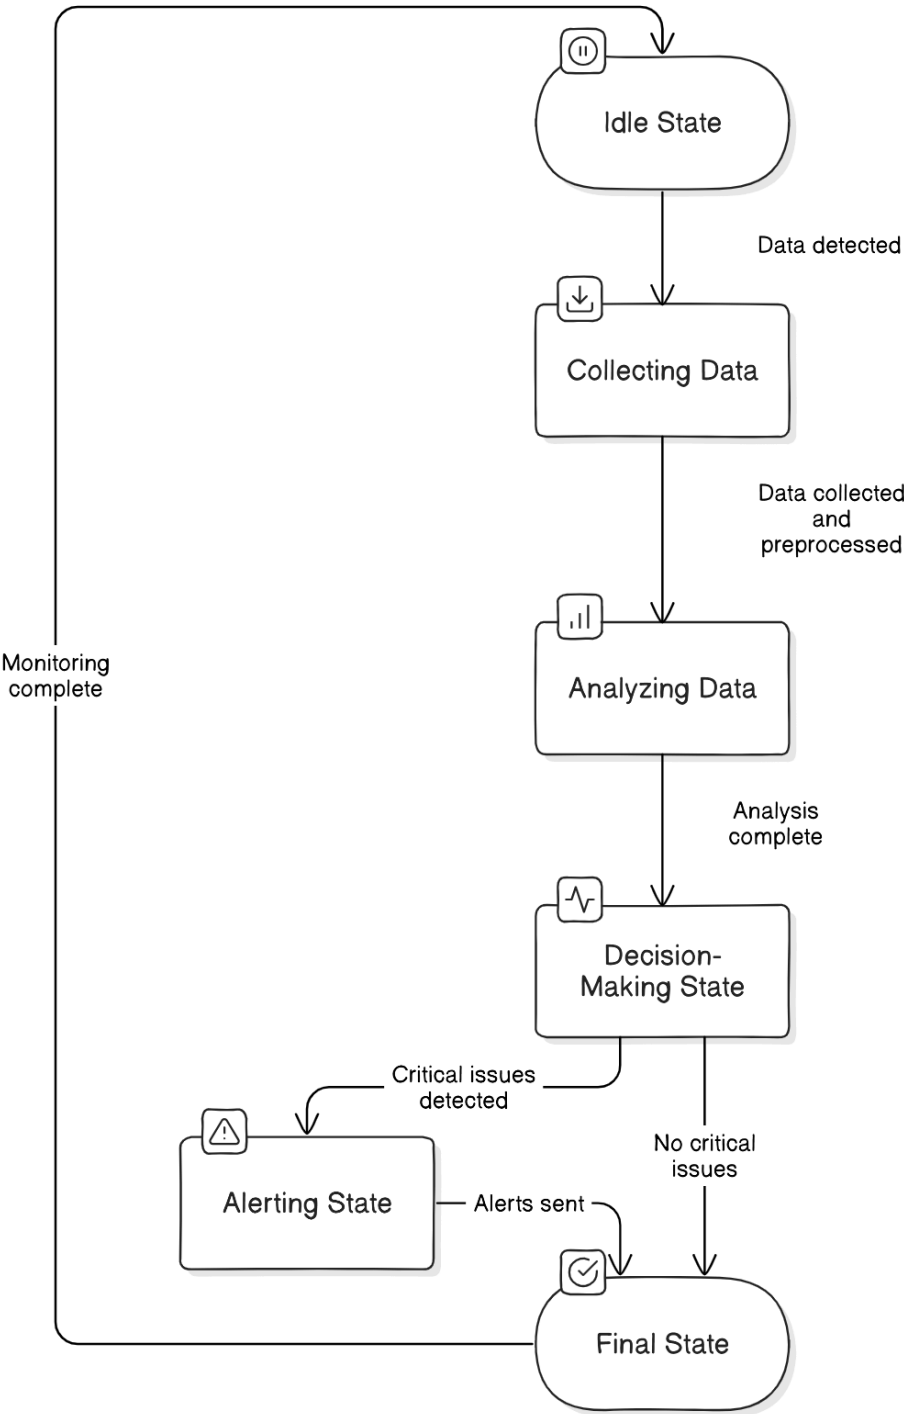 Idle State
Data detected
Collecting Data
Data collected
and
preprocessed
Monitoring
complete
Analyzing Data
Analysis
complete
Decision-
Making State
Critical issues
detected
No critical
issues
Alerting State
Alerts sent
Final State